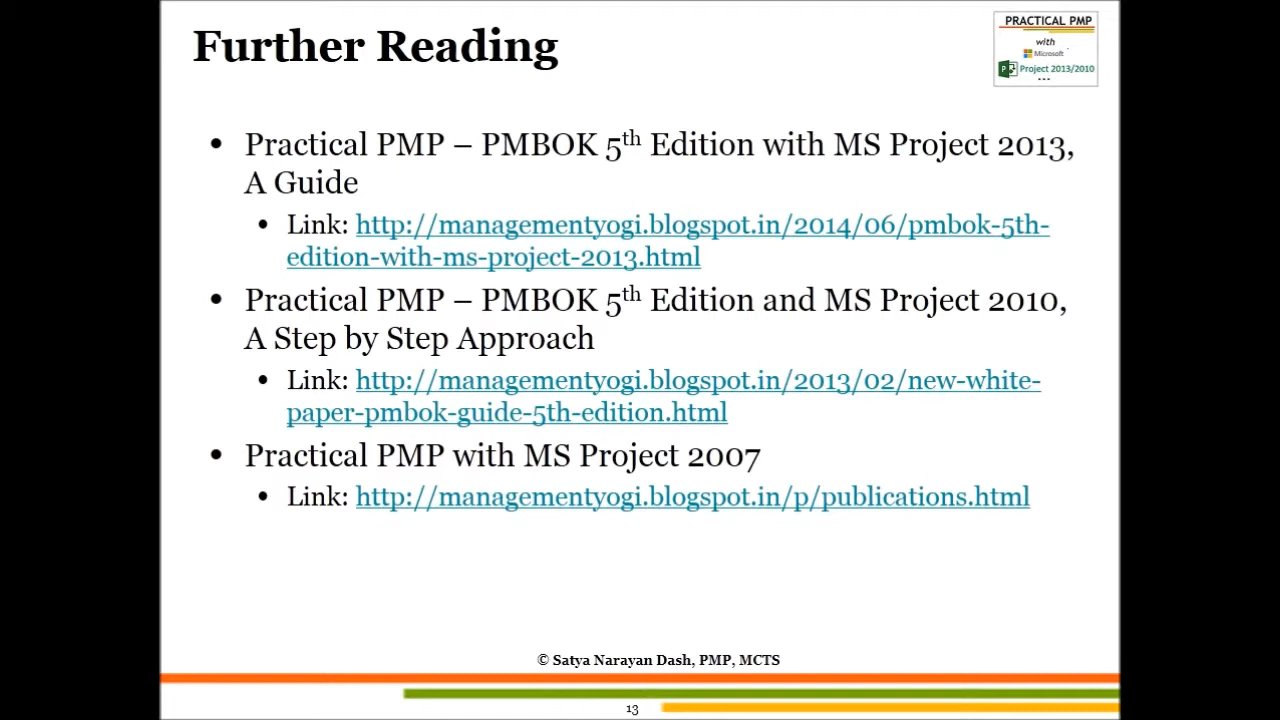 Further Reading
PRACTICAL PMP
with
Microsoft
Project 2013/2010
...
• Practical PMP – PMBOK 5th Edition with MS Project 2013,
A Guide
• Link: http://managementyogi.blogspot.in/2014/06/pmbok-5th-
edition-with-ms-project-2013.html
• Practical PMP – PMBOK 5th Edition and MS Project 2010,
A Step by Step Approach
• Link: http://managementyogi.blogspot.in/2013/02/new-white-
paper-pmbok-guide-5th-edition.html
• Practical PMP with MS Project 2007
• Link: http://managementyogi.blogspot.in/p/publications.html
© Satya Narayan Dash, PMP, MCTS
13